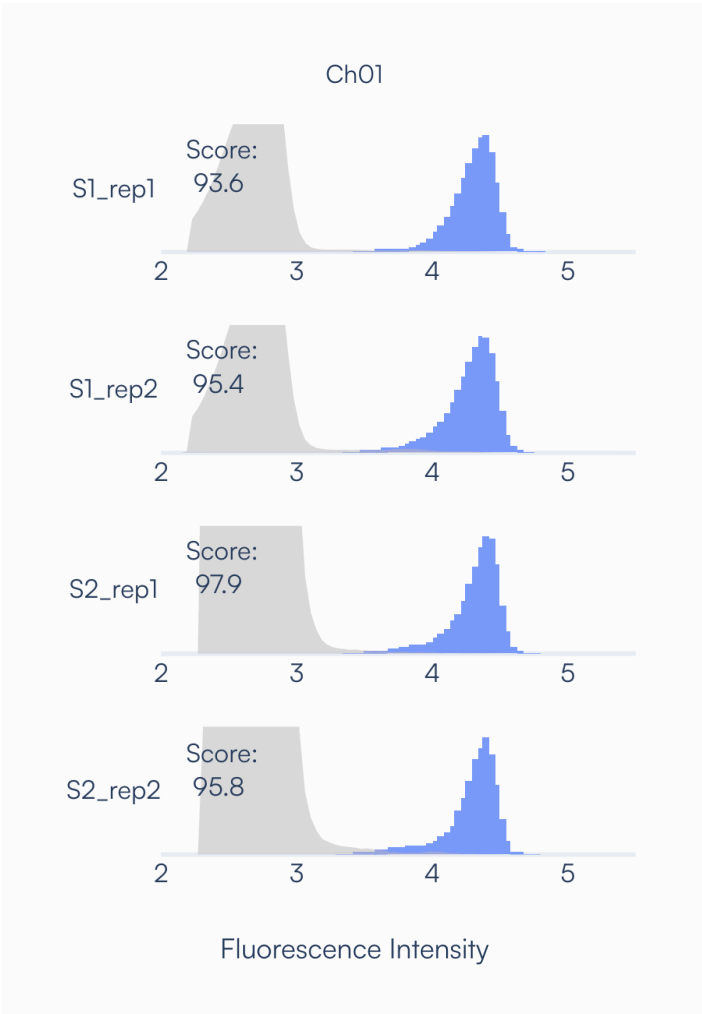 Ch01
Score:
93.6
S1_rep1
2 3 4 5
Score:
95.4
S1_rep2
2 3 4 5
Score:
97.9
S2_rep1
2 3 4 5
Score:
95.8
S2_rep2
2 3 4 5
Fluorescence Intensity